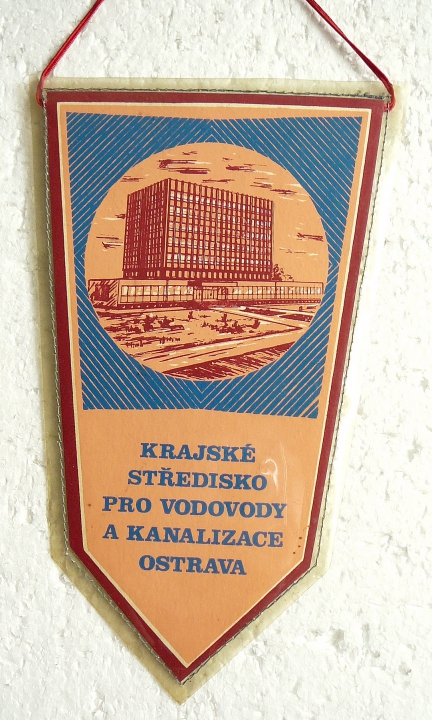 KRAJSKÉ
STŘEDISKO
PRO VODOVODY
A KANALIZACE
OSTRAVA